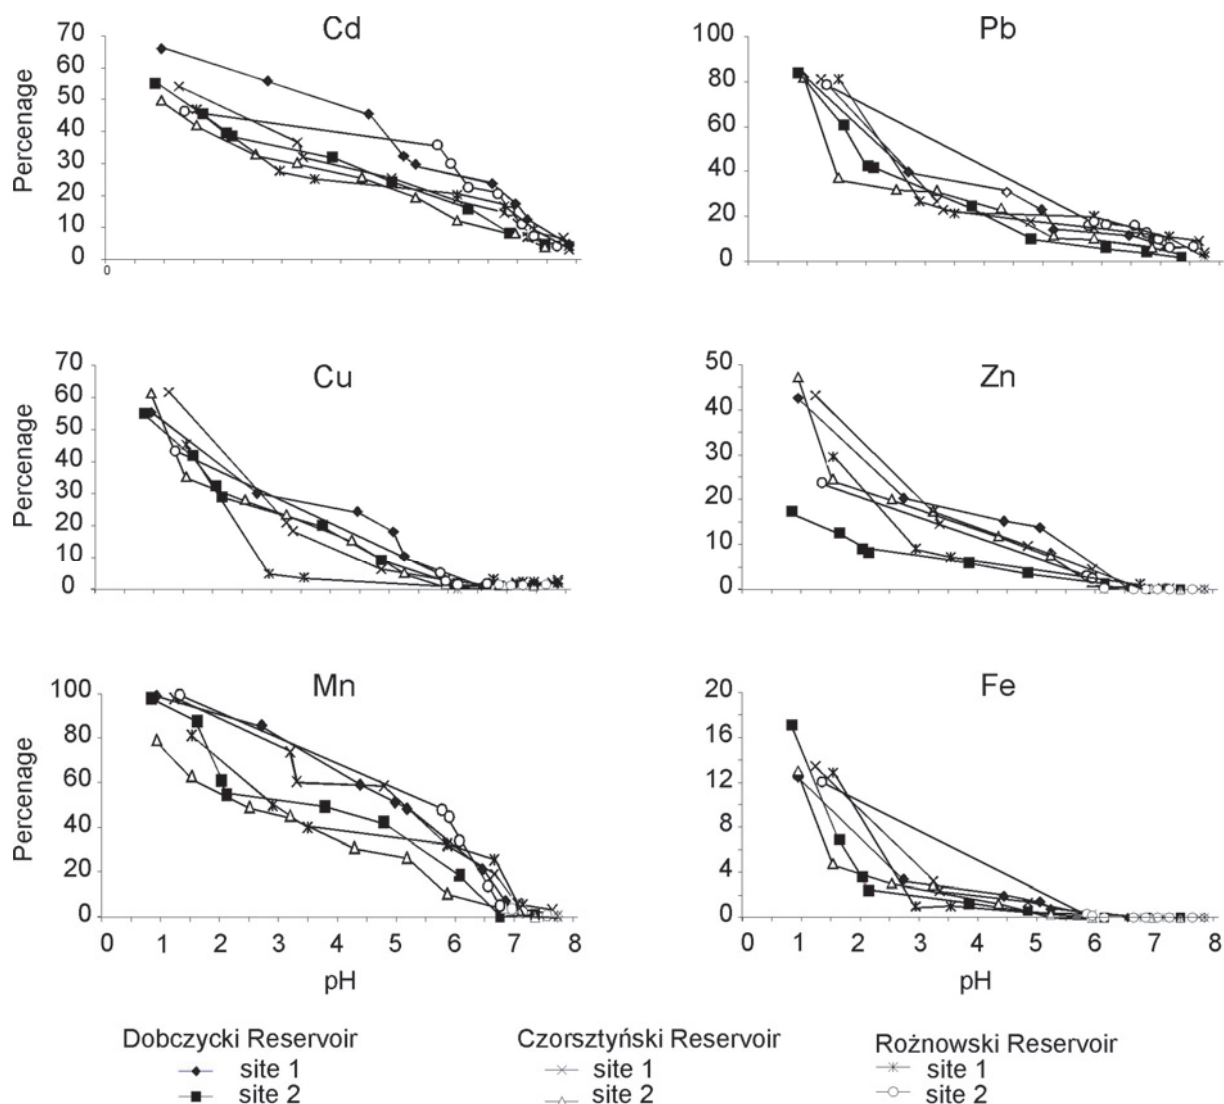 Cd
Percenage
70
60
50
40
30
20
10
0
0
Pb
100
80
60
40
20
0
Cu
Percenage
70
60
50
40
30
20
10
0
Zn
50
40
30
20
10
0
Mn
Percenage
100
80
60
40
20
0
0 1 2 3 4 5 6 7 8
pH
Fe
20
16
12
8
4
0
0 1 2 3 4 5 6 7 8
pH
Dobczycki Reservoir
site 1
site 2
Czorsztyński Reservoir
site 1
site 2
Rożnowski Reservoir
site 1
site 2